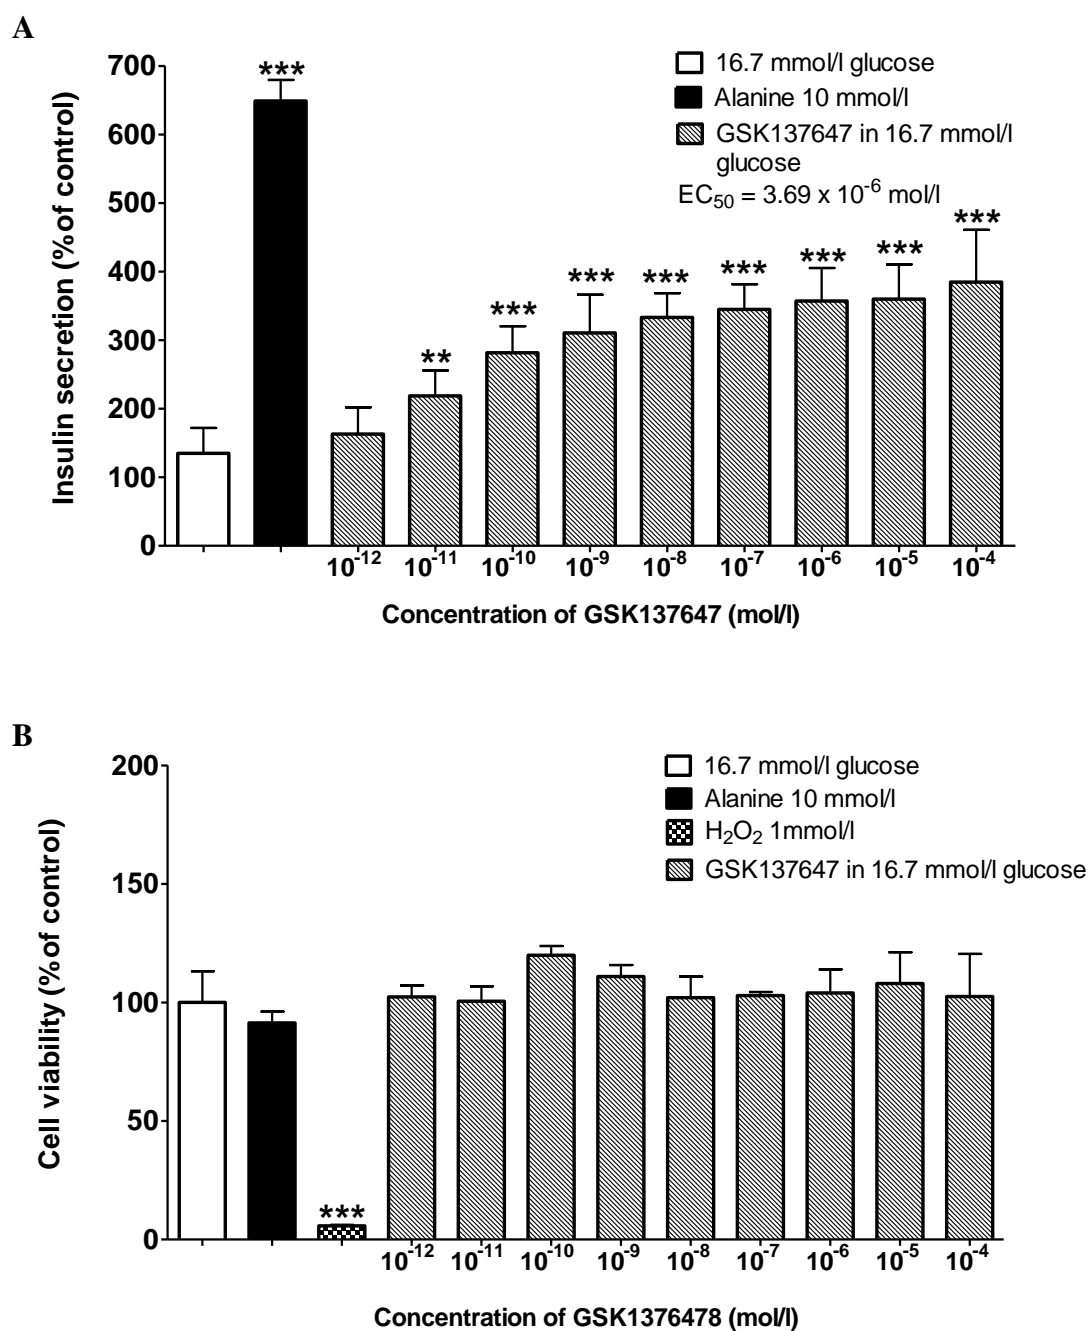 A
Insulin secretion (% of control)
700
600
500
400
300
200
100
0
***
**
***
***
***
***
***
***
***
16.7 mmol/l glucose
Alanine 10 mmol/l
GSK137647 in 16.7 mmol/l
glucose
EC₅₀ = 3.69 x 10⁻⁶ mol/l
10⁻¹² 10⁻¹¹ 10⁻¹⁰ 10⁻⁹ 10⁻⁸ 10⁻⁷ 10⁻⁶ 10⁻⁵ 10⁻⁴
Concentration of GSK137647 (mol/l)
B
Cell viability (% of control)
200
150
100
50
0
***
16.7 mmol/l glucose
Alanine 10 mmol/l
H₂O₂ 1mmol/l
GSK137647 in 16.7 mmol/l glucose
10⁻¹² 10⁻¹¹ 10⁻¹⁰ 10⁻⁹ 10⁻⁸ 10⁻⁷ 10⁻⁶ 10⁻⁵ 10⁻⁴
Concentration of GSK1376478 (mol/l)